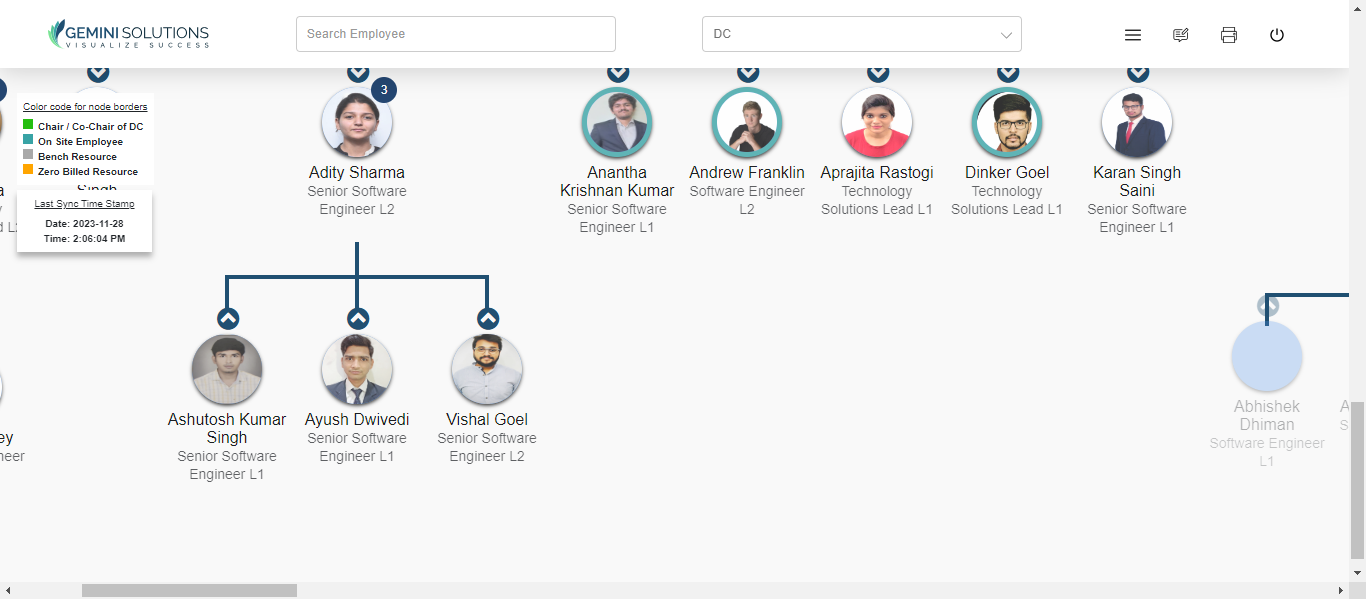 GEMINI SOLUTIONS
VISUALIZE SUCCESS
Search Employee
DC
Color code for node borders
Chair / Co-Chair of DC
On Site Employee
Bench Resource
Zero Billed Resource
Singh
Last Sync Time Stamp
Date: 2023-11-28
Time: 2:06:04 PM
3
Adity Sharma
Senior Software
Engineer L2
Anantha
Krishnan Kumar
Senior Software
Engineer L1
Andrew Franklin
Software Engineer
L2
Aprajita Rastogi
Technology
Solutions Lead L1
Dinker Goel
Technology
Solutions Lead L1
Karan Singh
Saini
Senior Software
Engineer L1
Ashutosh Kumar
Singh
Senior Software
Engineer L1
Ayush Dwivedi
Senior Software
Engineer L1
Vishal Goel
Senior Software
Engineer L2
Abhishek
Dhiman
Software Engineer
L1